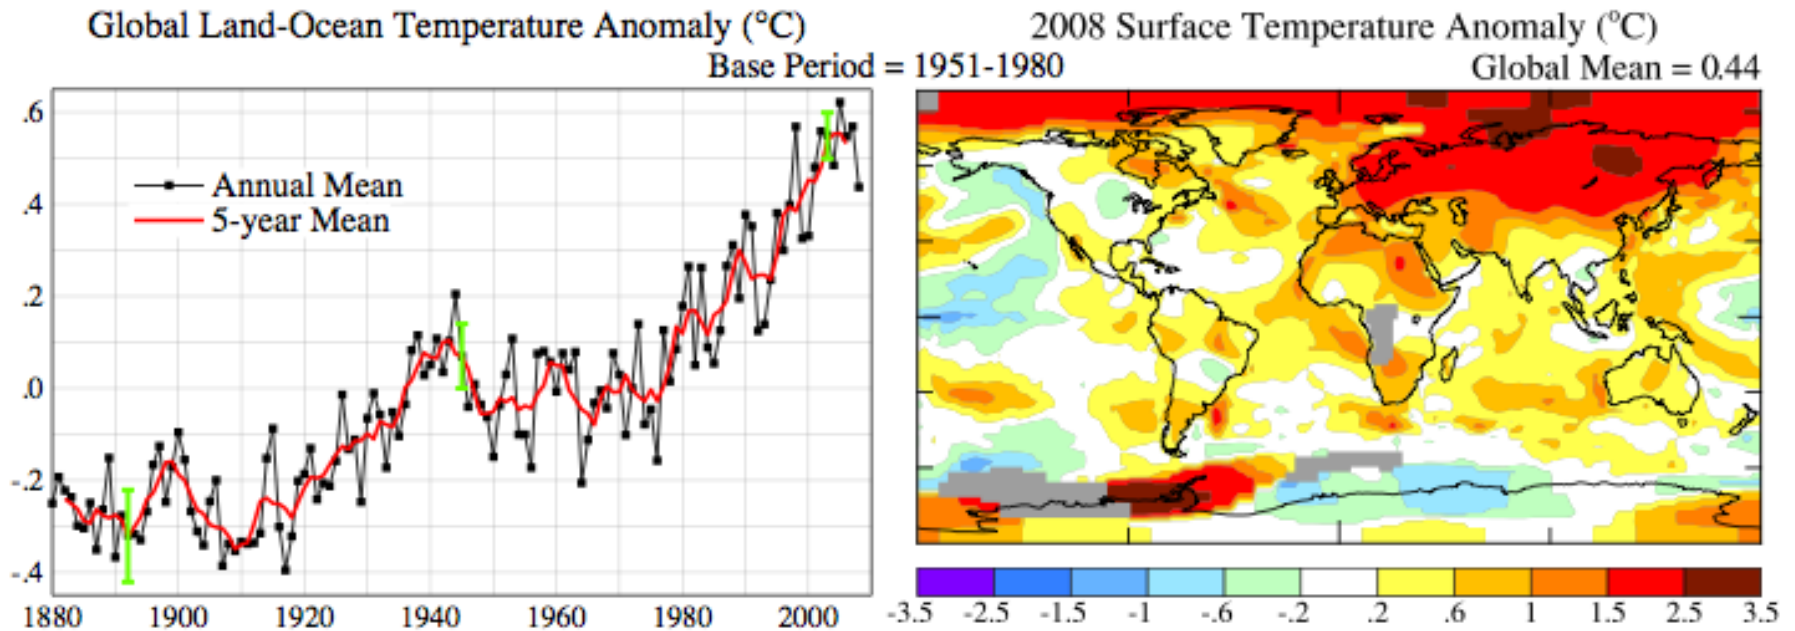 Global Land-Ocean Temperature Anomaly (°C)
2008 Surface Temperature Anomaly (°C)
Base Period = 1951-1980
Global Mean = 0.44
.6
.4
.2
.0
-.2
-.4
Annual Mean
5-year Mean
1880 1900 1920 1940 1960 1980 2000
-3.5 -2.5 -1.5 -1 -.6 -.2 .2 .6 1 1.5 2.5 3.5